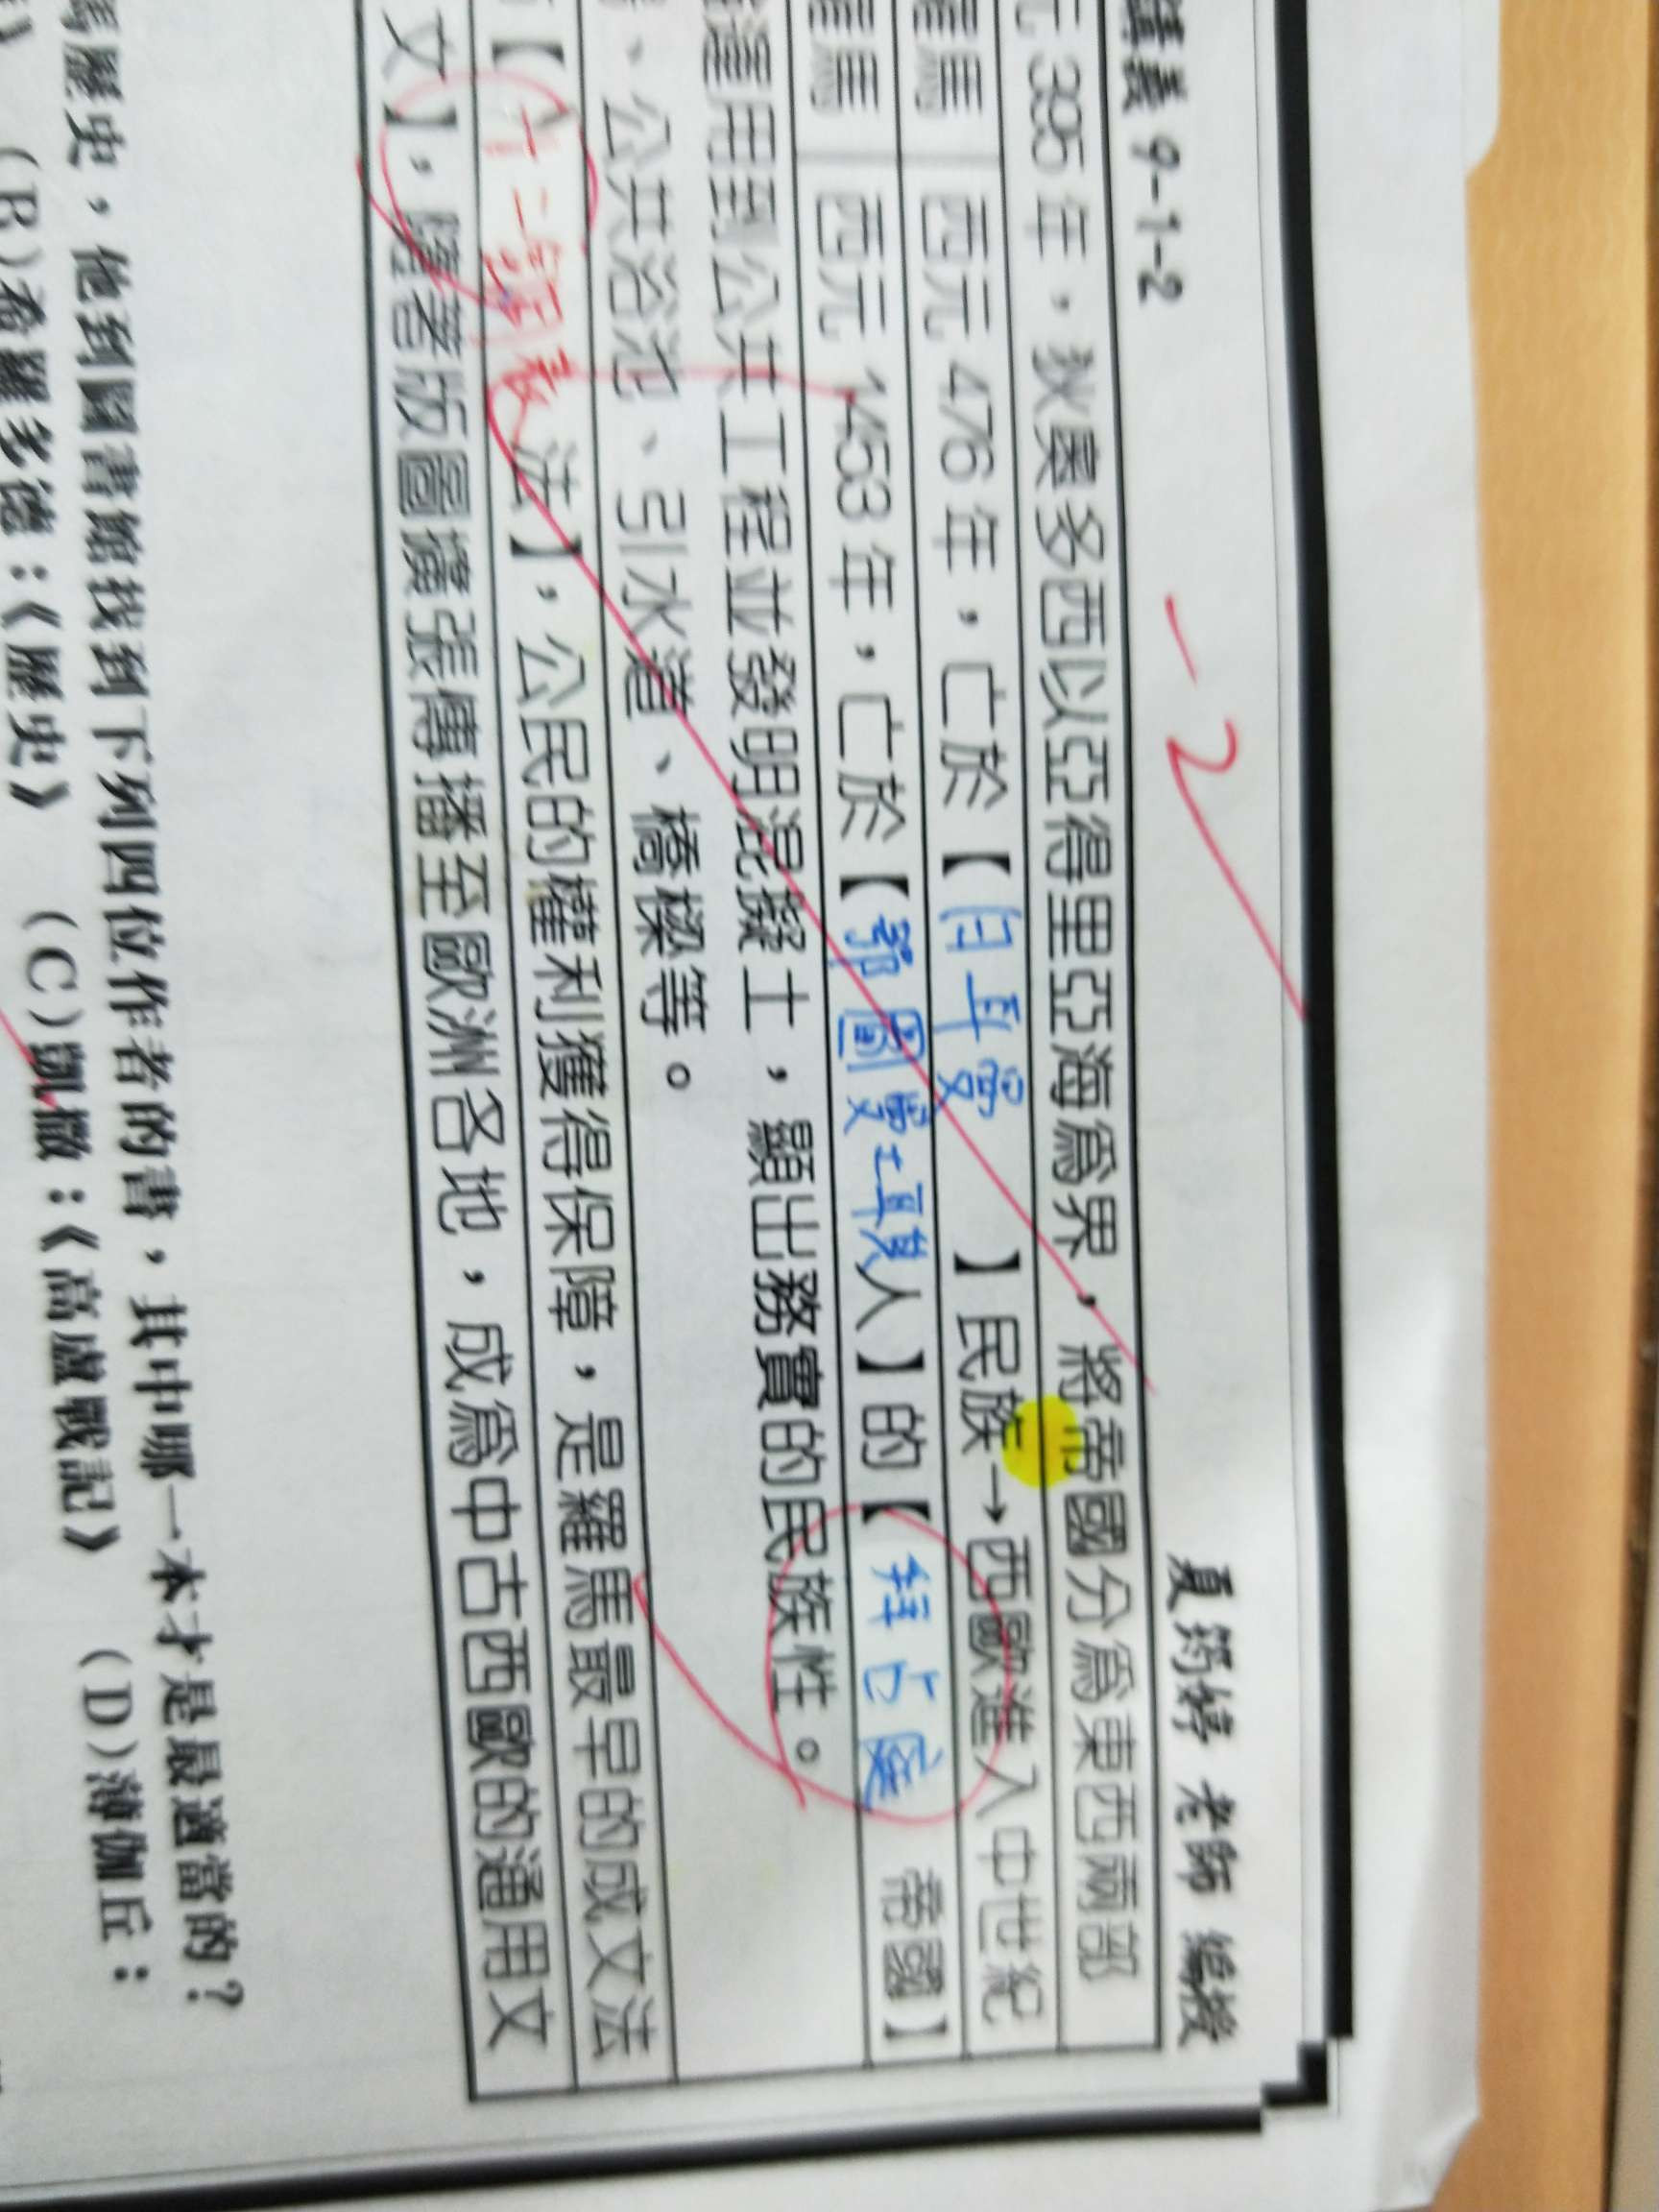 講義 9-1-2 夏筠婷 老師 編授
-2
元 395 年，狄奧多西以亞得里亞海為界，將帝國分為東西兩部
羅馬 西元 476 年，亡於【日耳曼 】民族→西歐進入中世紀
羅馬 西元 1453 年，亡於【鄂圖曼土耳其人】的【拜占庭 帝國】
運用到公共工程並發明混擬土，顯出務實的民族性。
、公共浴池、引水道、橋樑等。
【十二銅表法】，公民的權利獲得保障，是羅馬最早的成文法
文】，隨著版圖擴張傳播至歐洲各地，成為中古西歐的通用文
馬歷史，他到圖書館找到下列四位作者的書，其中哪一本才是最適當的?
》 (B)希羅多德：《歷史》 (C)凱撒：《高盧戰記》 (D)淖伽丘：